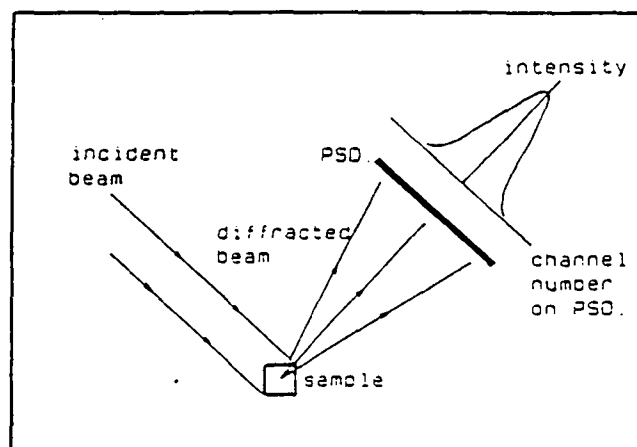 intensity
incident
beam
PSD.
diffracted
beam
channel
number
on PSD.
sample